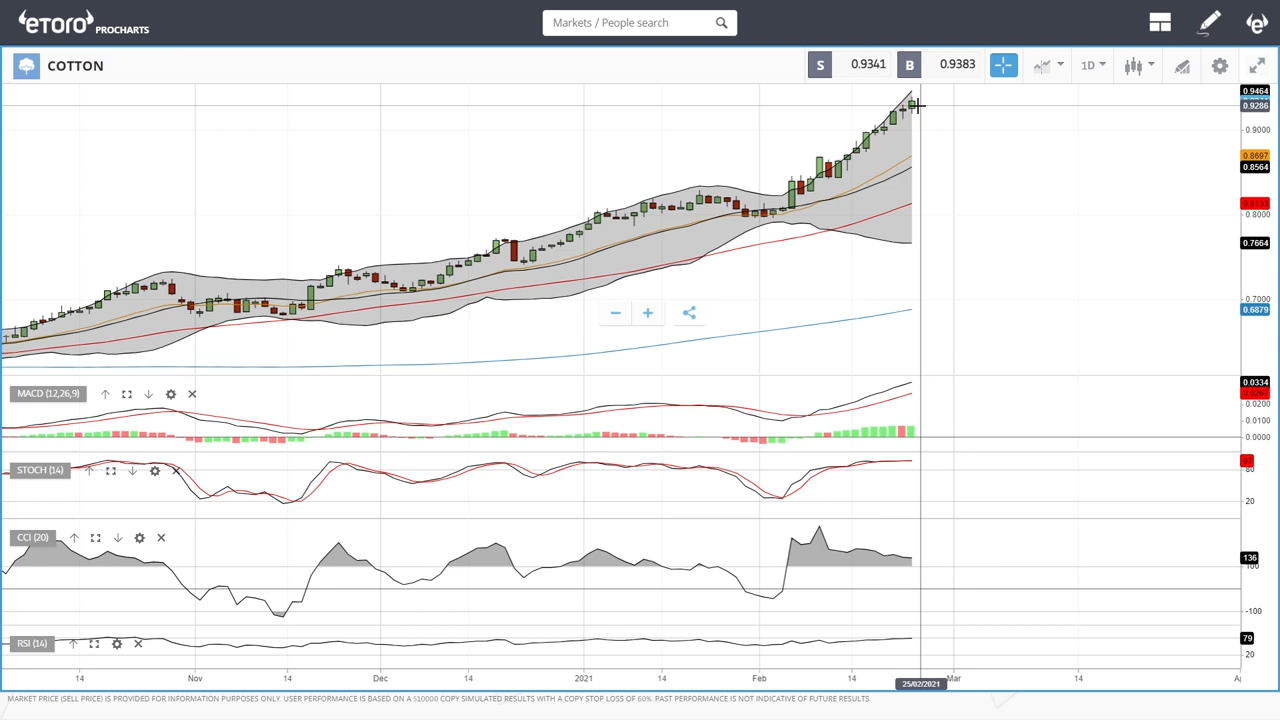 eToro PROCHARTS
Markets / People search
COTTON
S 0.9341 B 0.9383
1D
0.9464
0.9286
0.9000
0.8697
0.8564
0.8000
0.7664
0.7000
0.6879
MACD (12,26,9)
0.0334
0.0200
0.0100
0.0000
STOCH (14)
80
20
CCI (20)
136
100
-100
RSI (14)
79
20
14 Nov 14 Dec 14 2021 14 Feb 14 25/02/2021 Mar 14
MARKET PRICE (SELL PRICE) IS PROVIDED FOR INFORMATION PURPOSES ONLY. USER PERFORMANCE IS BASED ON A $10000 COPY SIMULATED RESULTS WITH A COPY STOP LOSS OF 60%. PAST PERFORMANCE IS NOT INDICATIVE OF FUTURE RESULTS.